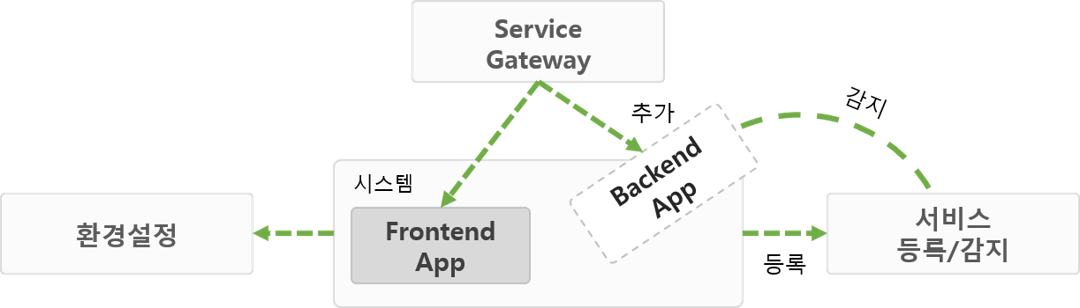 Service
Gateway
추가
감지
시스템
Backend
App
환경설정
Frontend
App
등록
서비스
등록/감지